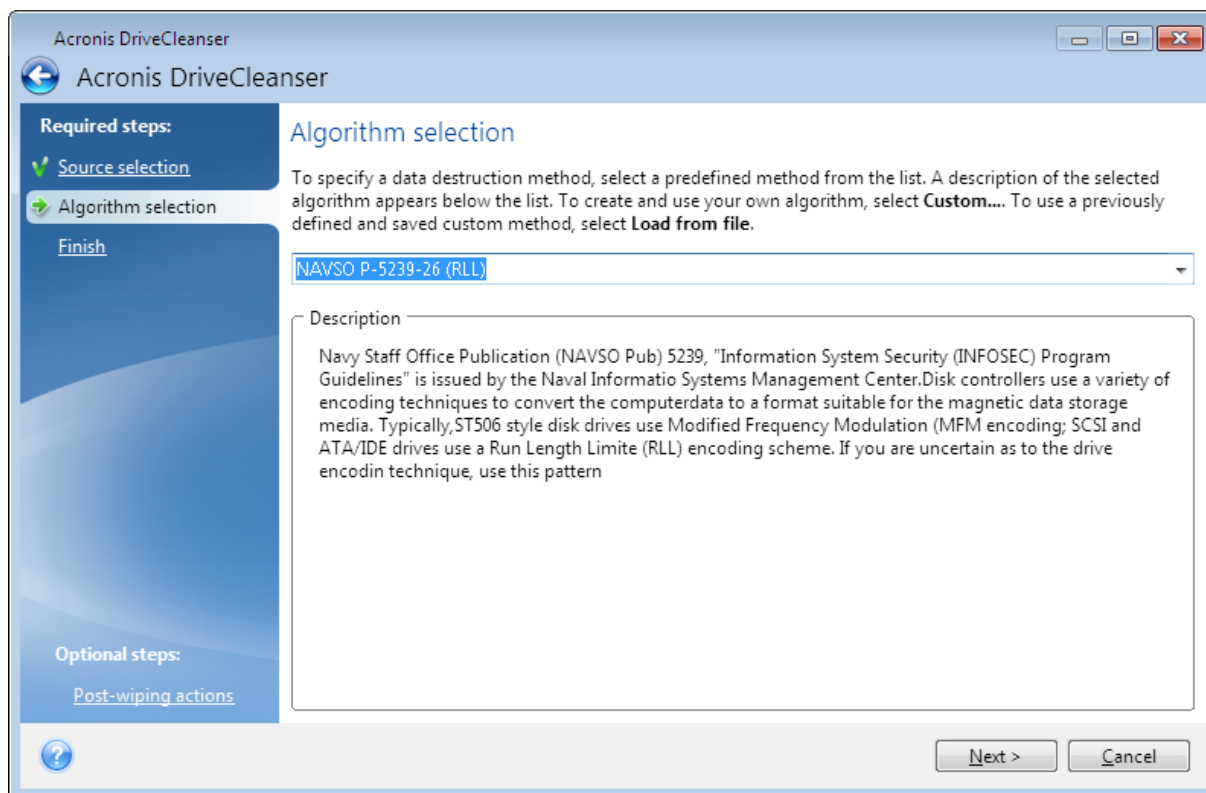 Acronis DriveCleanser
Acronis DriveCleanser
Required steps:
Source selection
Algorithm selection
Finish
Optional steps:
Post-wiping actions
Algorithm selection
To specify a data destruction method, select a predefined method from the list. A description of the selected
algorithm appears below the list. To create and use your own algorithm, select Custom.... To use a previously
defined and saved custom method, select Load from file.
NAVSO P-5239-26 (RLL)
Description
Navy Staff Office Publication (NAVSO Pub) 5239, "Information System Security (INFOSEC) Program
Guidelines" is issued by the Naval Informatio Systems Management Center.Disk controllers use a variety of
encoding techniques to convert the computerdata to a format suitable for the magnetic data storage
media. Typically,ST506 style disk drives use Modified Frequency Modulation (MFM encoding; SCSI and
ATA/IDE drives use a Run Length Limite (RLL) encoding scheme. If you are uncertain as to the drive
encodin technique, use this pattern
?
Next >
Cancel